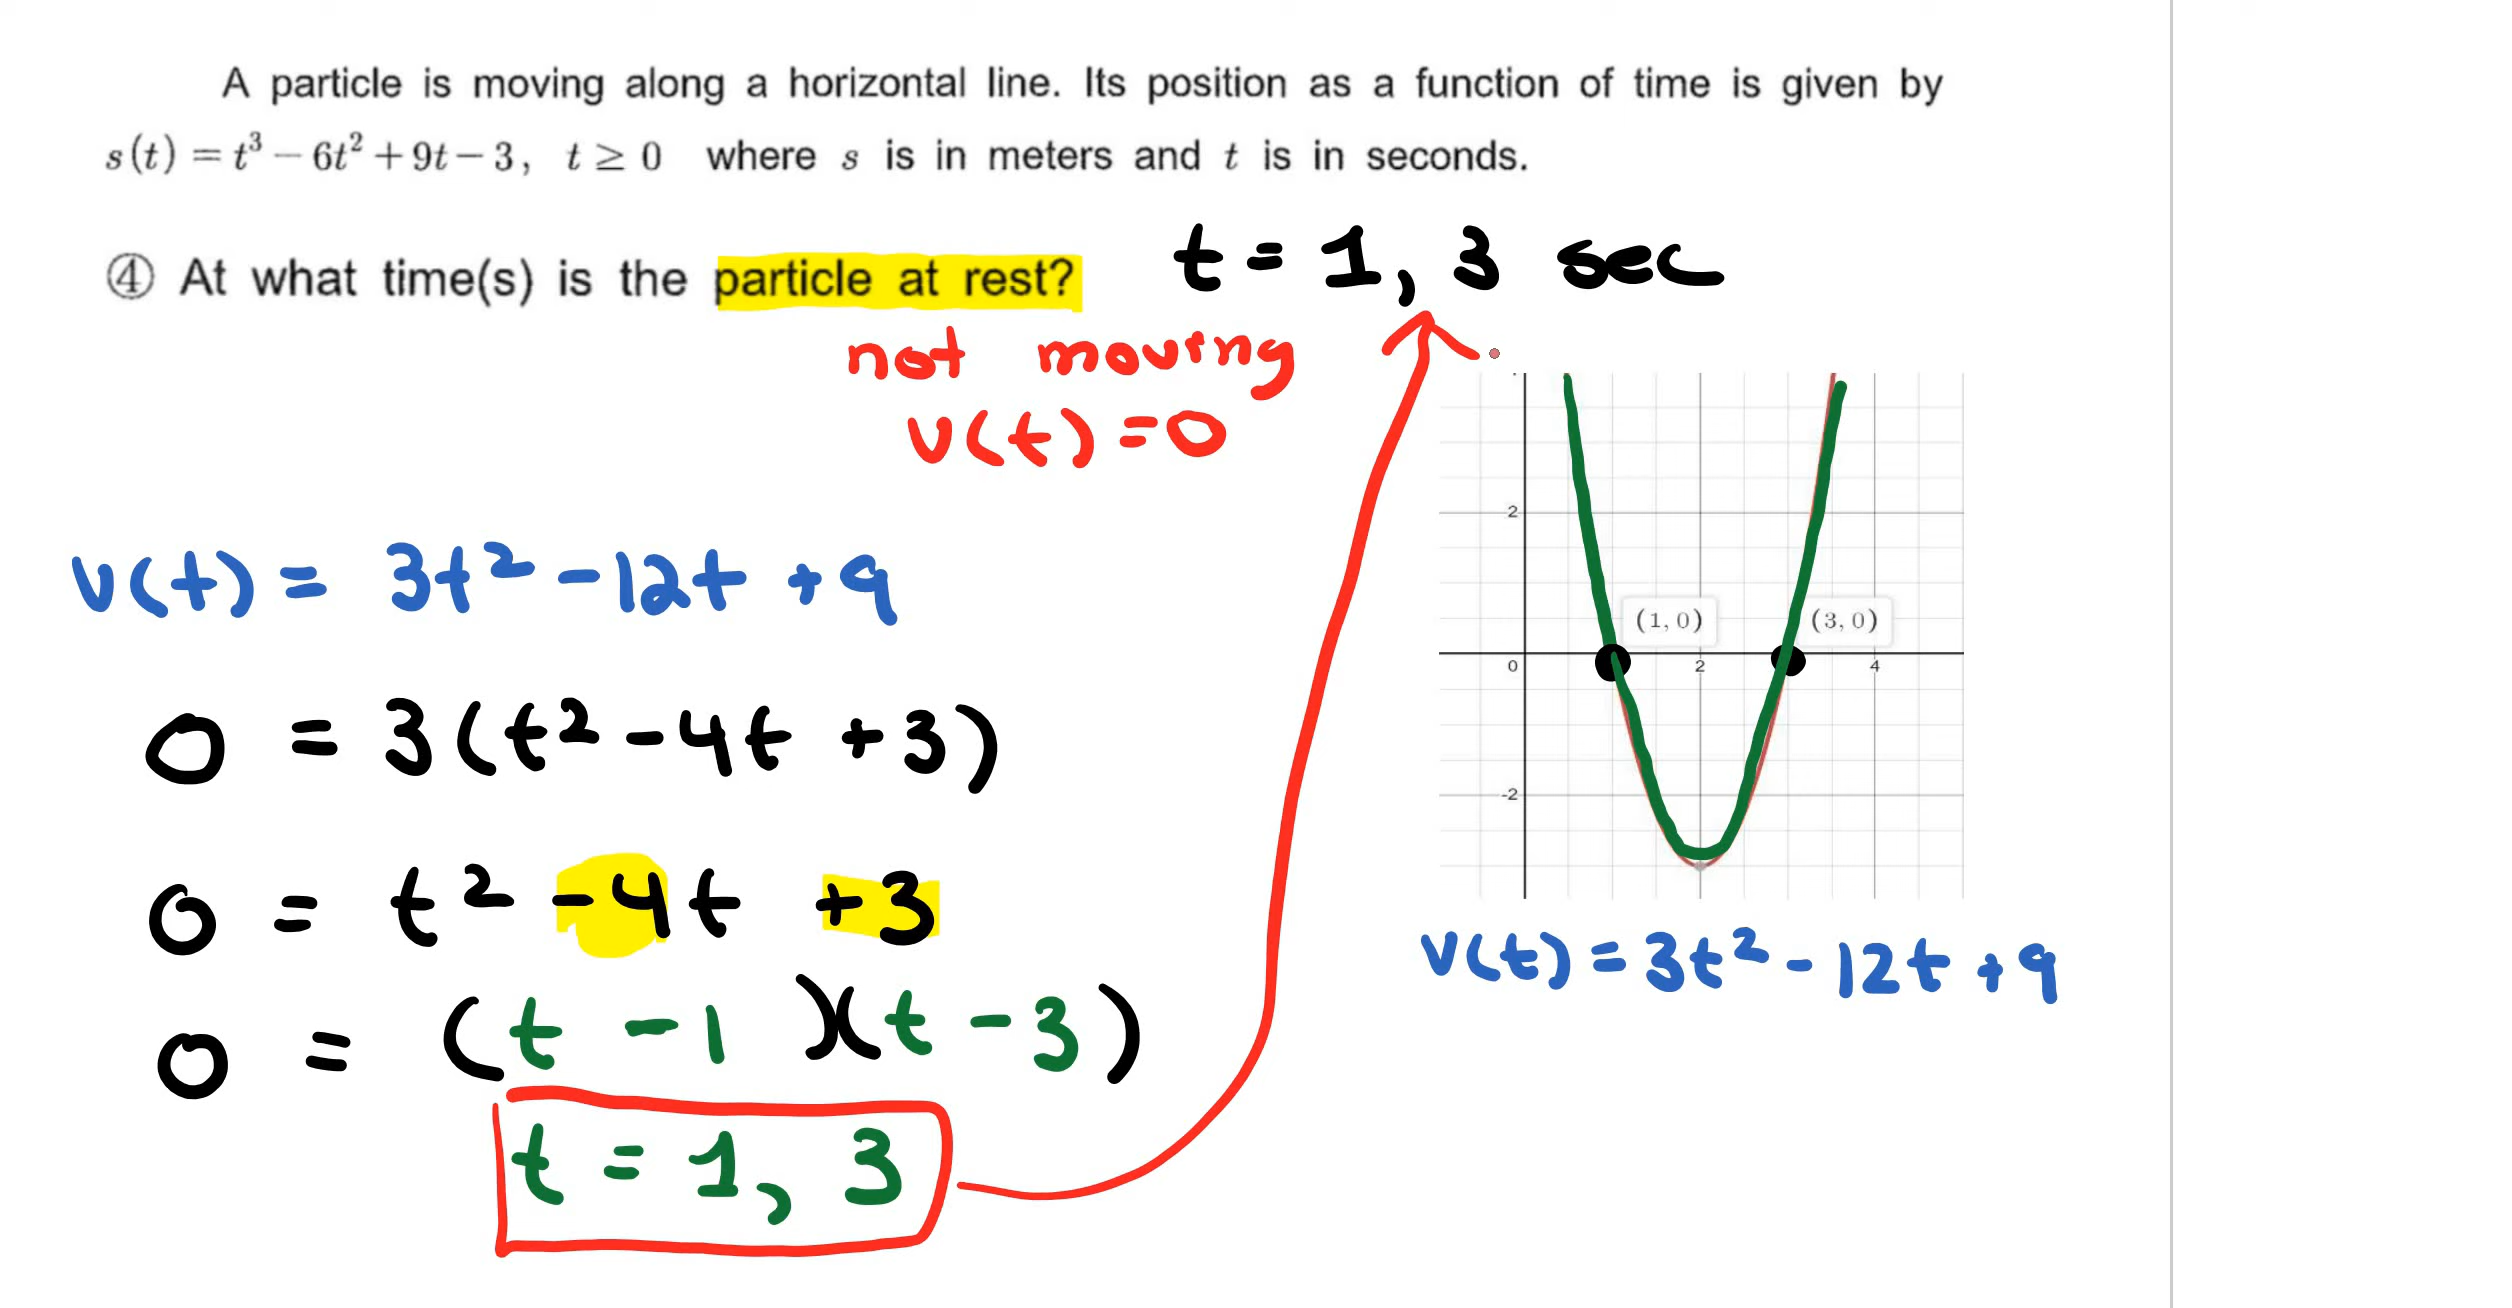 A particle is moving along a horizontal line. Its position as a function of time is given by
s(t) = t³ − 6t² + 9t − 3, t ≥ 0 where s is in meters and t is in seconds.
④ At what time(s) is the particle at rest?
t = 1, 3 sec
not moving
v(t) = 0
v(t) = 3t² − 12t + 9
0 = 3(t² − 4t + 3)
0 = t² − 4t + 3
0 = (t − 1)(t − 3)
t = 1, 3
2
(1, 0)
(3, 0)
0
2
4
-2
v(t) = 3t² − 12t + 9